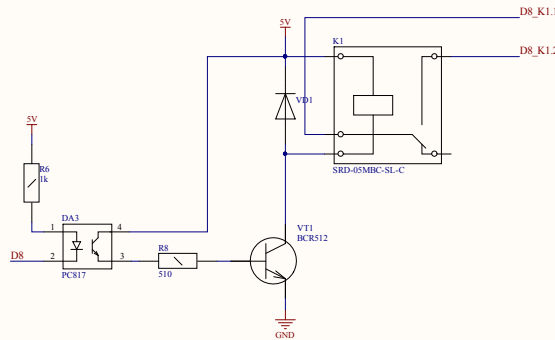 D8_K1.1
5V
K1
D8_K1.2
VD1
5V
R6
1k
SRD-05MBC-SL-C
DA3
1
4
VT1
BCR512
R8
D8
2
3
510
PC817
GND